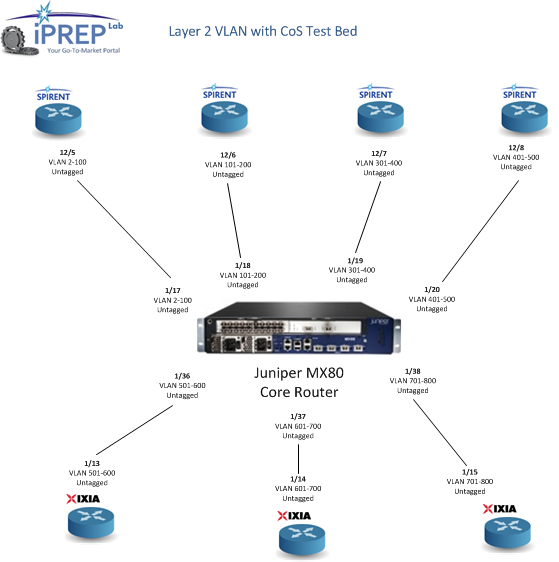 iPREP Lab
Your Go-To-Market Portal
Layer 2 VLAN with CoS Test Bed
SPIRENT
SPIRENT
SPIRENT
SPIRENT
12/5
VLAN 2-100
Untagged
12/6
VLAN 101-200
Untagged
12/7
VLAN 301-400
Untagged
12/8
VLAN 401-500
Untagged
1/17
VLAN 2-100
Untagged
1/18
VLAN 101-200
Untagged
1/19
VLAN 301-400
Untagged
1/20
VLAN 401-500
Untagged
Juniper MX80
Core Router
1/36
VLAN 501-600
Untagged
1/37
VLAN 601-700
Untagged
1/38
VLAN 701-800
Untagged
1/13
VLAN 501-600
Untagged
1/14
VLAN 601-700
Untagged
1/15
VLAN 701-800
Untagged
IXIA
IXIA
IXIA